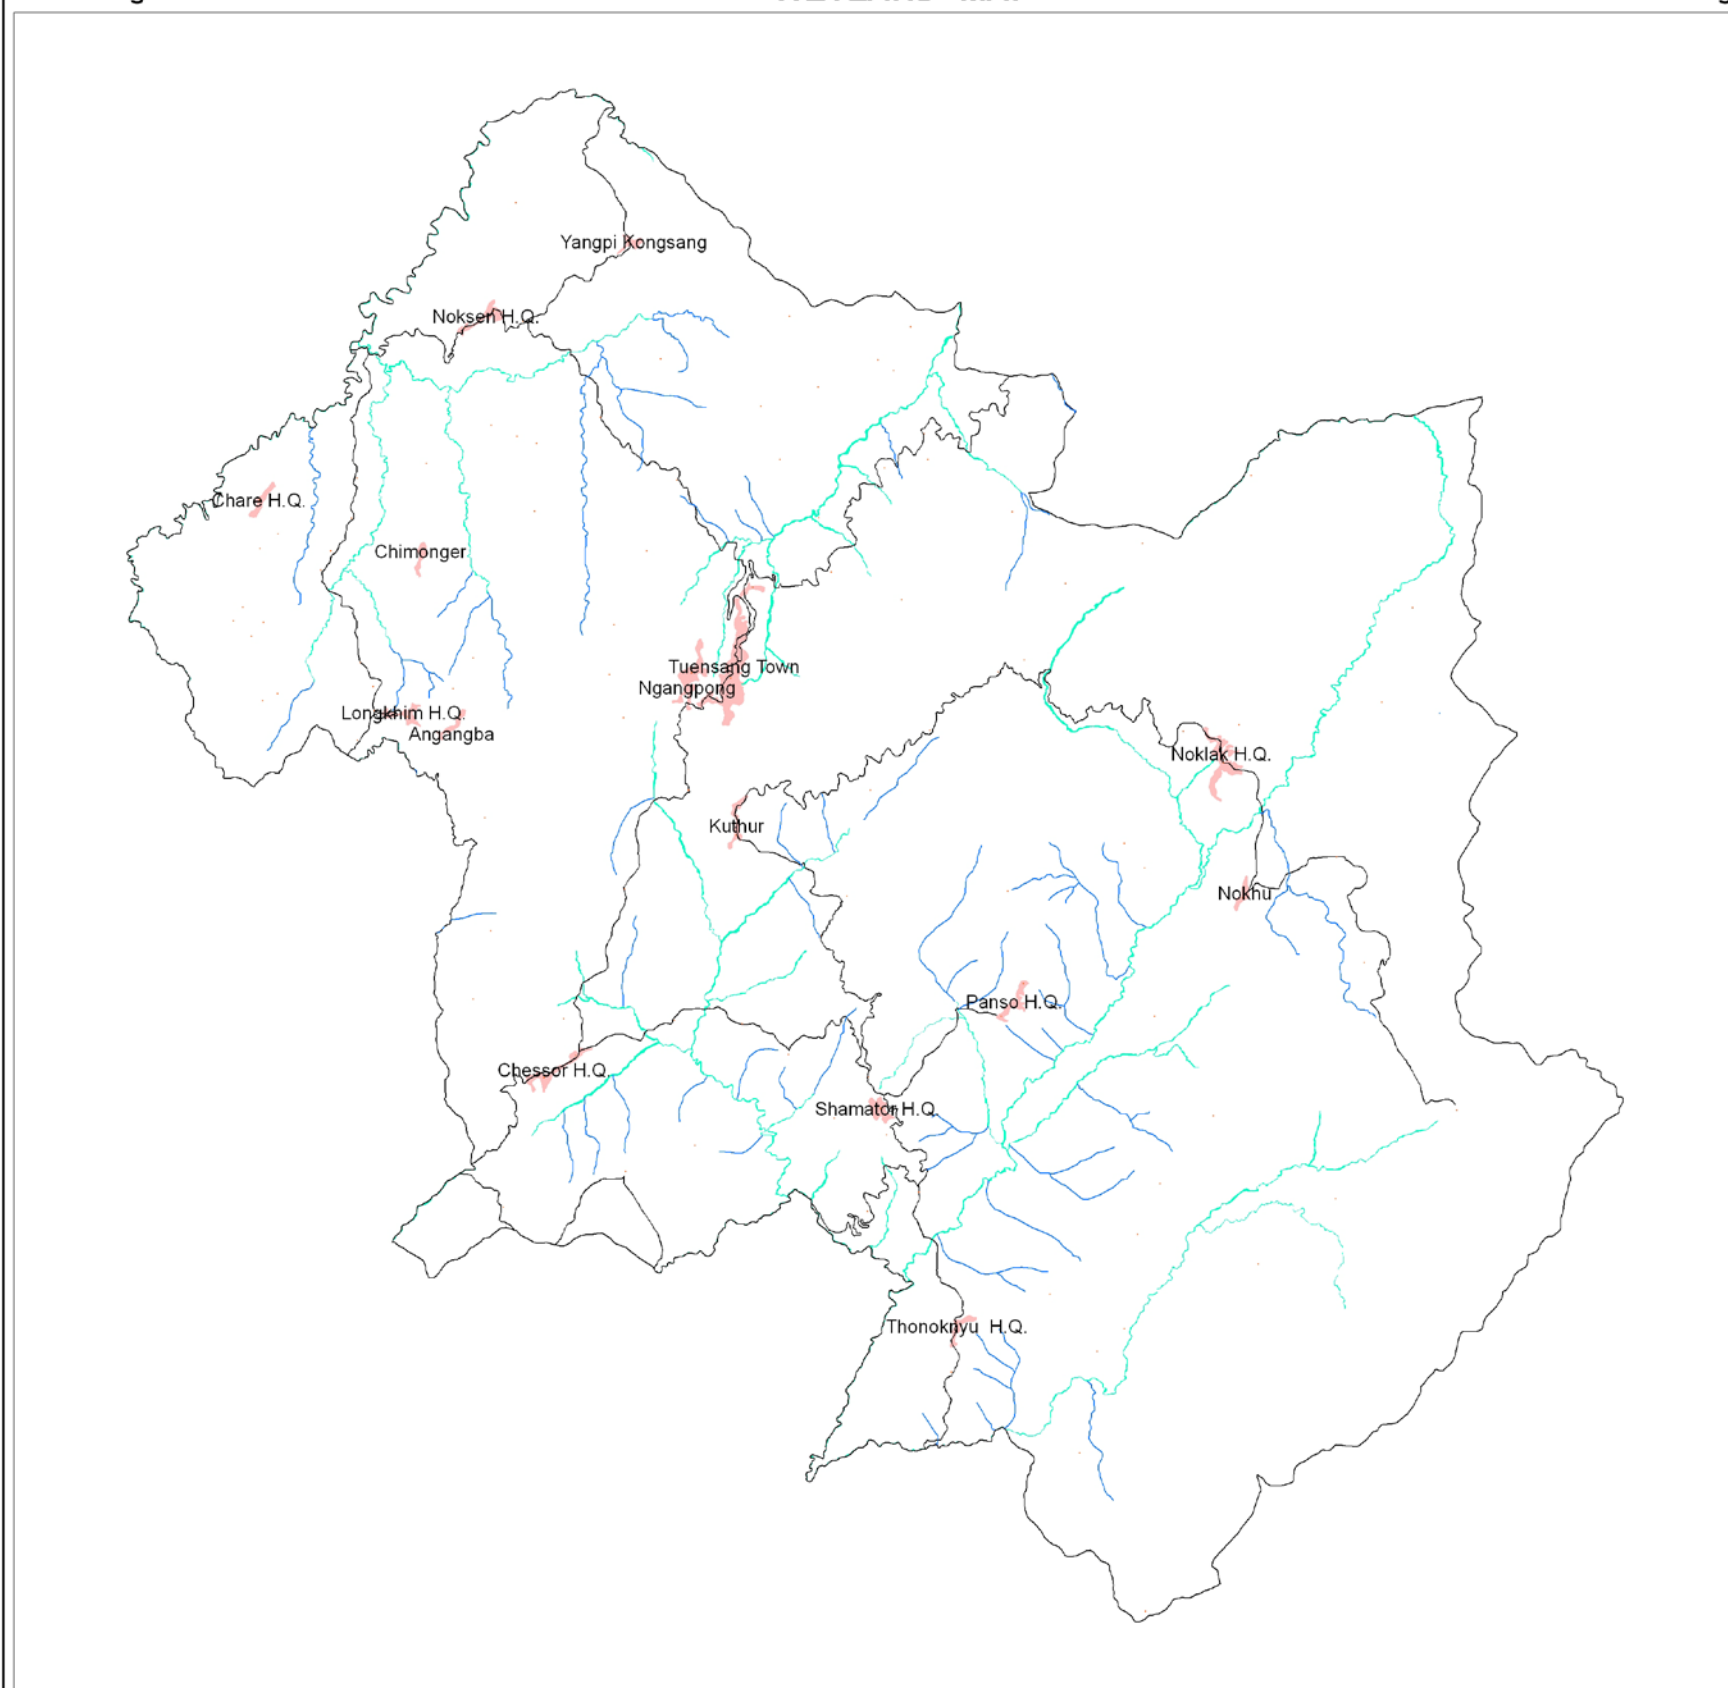 Yangpi Kongsang
Noksen H.Q.
Chare H.Q.
Chimonger
Tuensang Town
Ngangpong
Longkhim H.Q.
Angangba
Noklak H.Q.
Kuthur
Nokhu
Panso H.Q.
Chessor H.Q.
Shamator H.Q.
Thonoknyu H.Q.